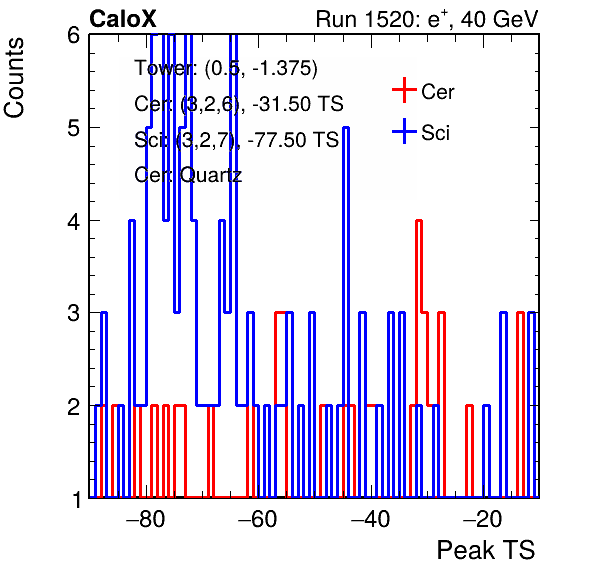 CaloX Run 1520: e+, 40 GeV
Counts
6
Tower: (0.5, -1.375)
Cer: (3,2,6), -31.50 TS
Sci: (3,2,7), -77.50 TS
Cer: Quartz
Cer
Sci
5
4
3
2
1
−80 −60 −40 −20
Peak TS